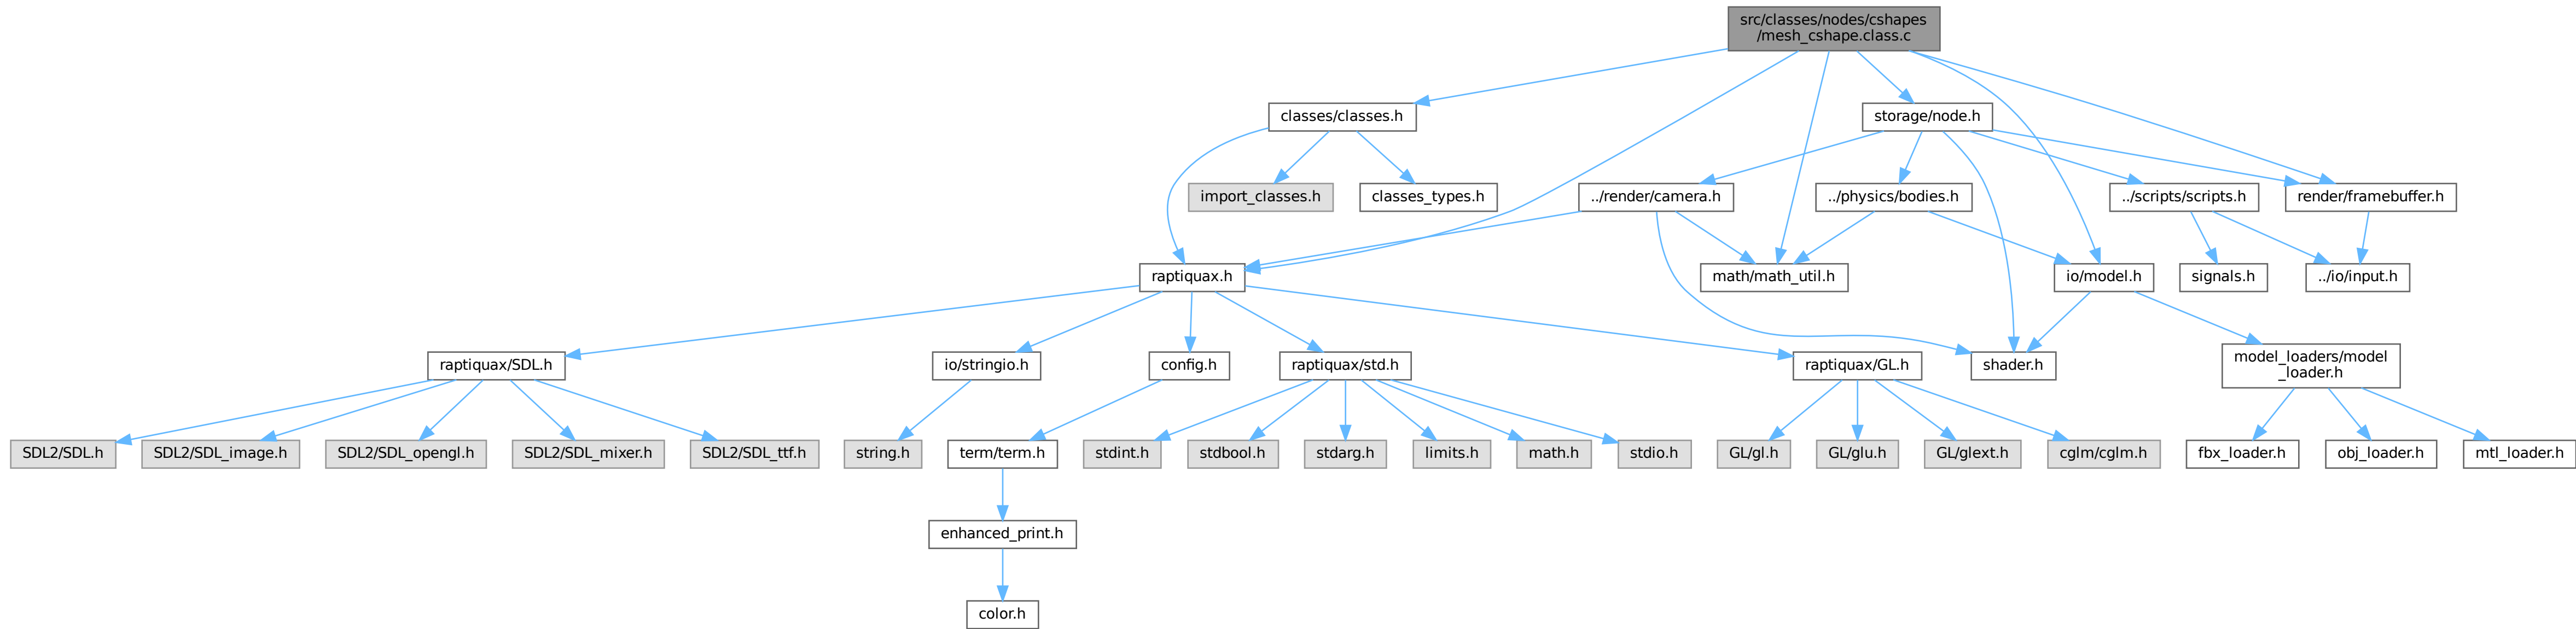 src/classes/nodes/cshapes
/mesh_cshape.class.c
classes/classes.h
storage/node.h
import_classes.h
classes_types.h
../render/camera.h
../physics/bodies.h
../scripts/scripts.h
render/framebuffer.h
raptiquax.h
math/math_util.h
io/model.h
signals.h
../io/input.h
raptiquax/SDL.h
io/stringio.h
config.h
raptiquax/std.h
raptiquax/GL.h
shader.h
model_loaders/model
_loader.h
SDL2/SDL.h
SDL2/SDL_image.h
SDL2/SDL_opengl.h
SDL2/SDL_mixer.h
SDL2/SDL_ttf.h
string.h
term/term.h
stdint.h
stdbool.h
stdarg.h
limits.h
math.h
stdio.h
GL/gl.h
GL/glu.h
GL/glext.h
cglm/cglm.h
fbx_loader.h
obj_loader.h
mtl_loader.h
enhanced_print.h
color.h